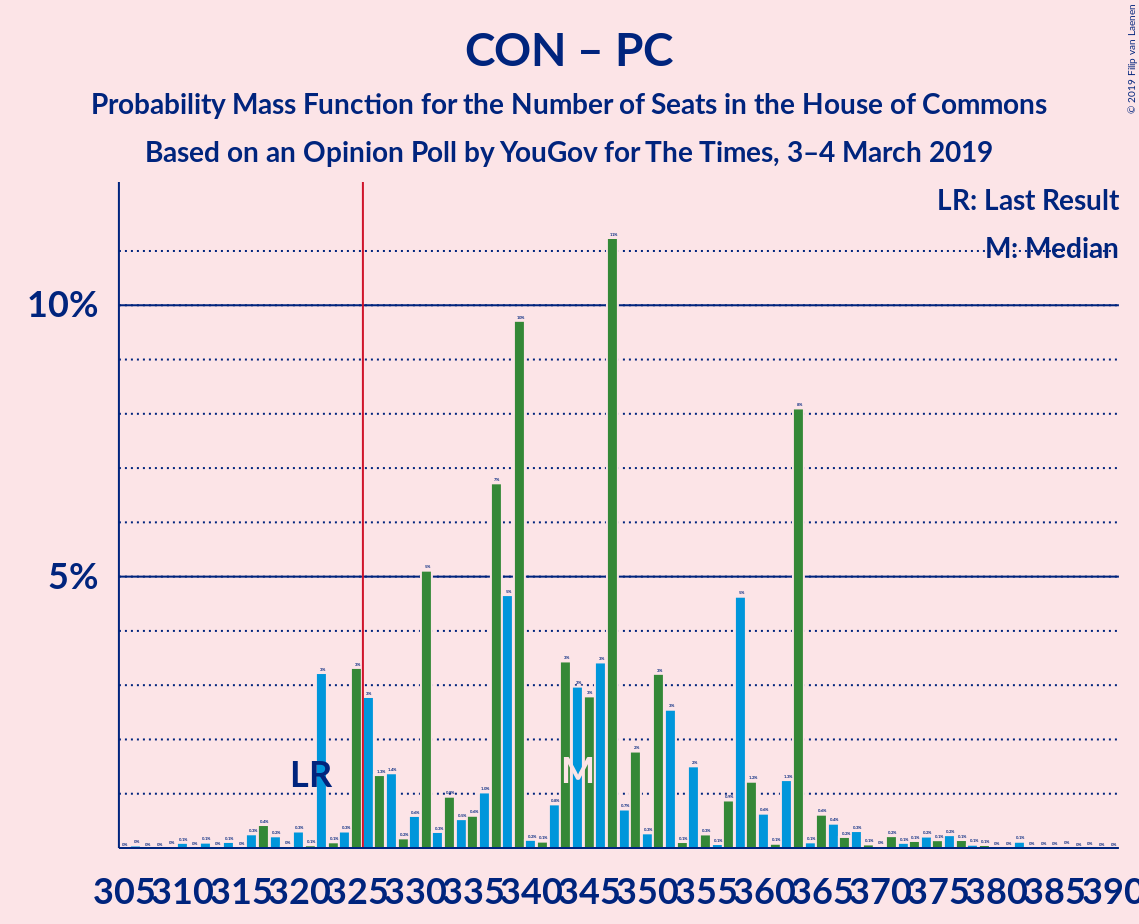 CON – PC
Probability Mass Function for the Number of Seats in the House of Commons
Based on an Opinion Poll by YouGov for The Times, 3–4 March 2019
© 2019 Filip van Laenen
LR: Last Result
M: Median
10%
5%
LR
M
305 310 315 320 325 330 335 340 345 350 355 360 365 370 375 380 385 390